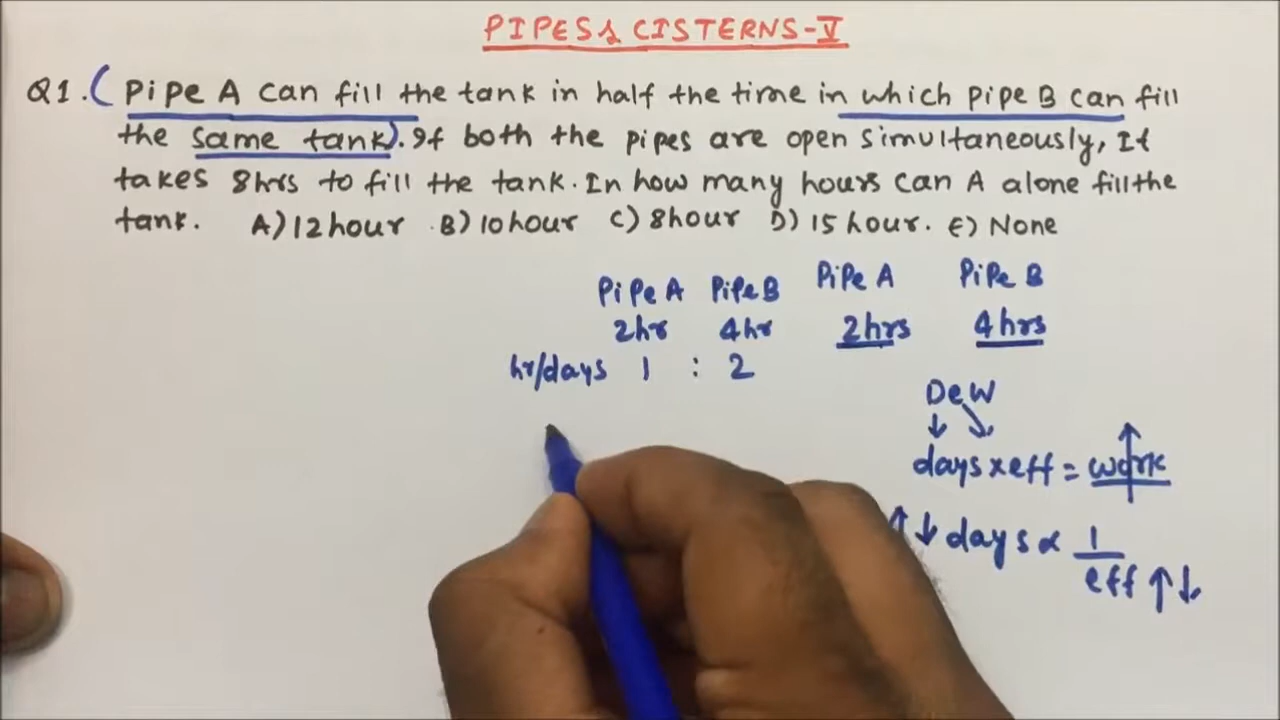 PIPES & CISTERNS-V
Q1. (Pipe A can fill the tank in half the time in which pipe B can fill
the same tank). If both the pipes are open simultaneously, It
takes 8hrs to fill the tank. In how many hours can A alone fill the
tank. A) 12 hour B) 10 hour C) 8 hour D) 15 hour. E) None
Pipe A Pipe B Pipe A Pipe B
2hr 4hr 2hrs 4hrs
hr/days 1 : 2
DeW
↓ ↘
days × eff = work ↑
↑ ↓ days ∝ 1/eff ↑ ↓